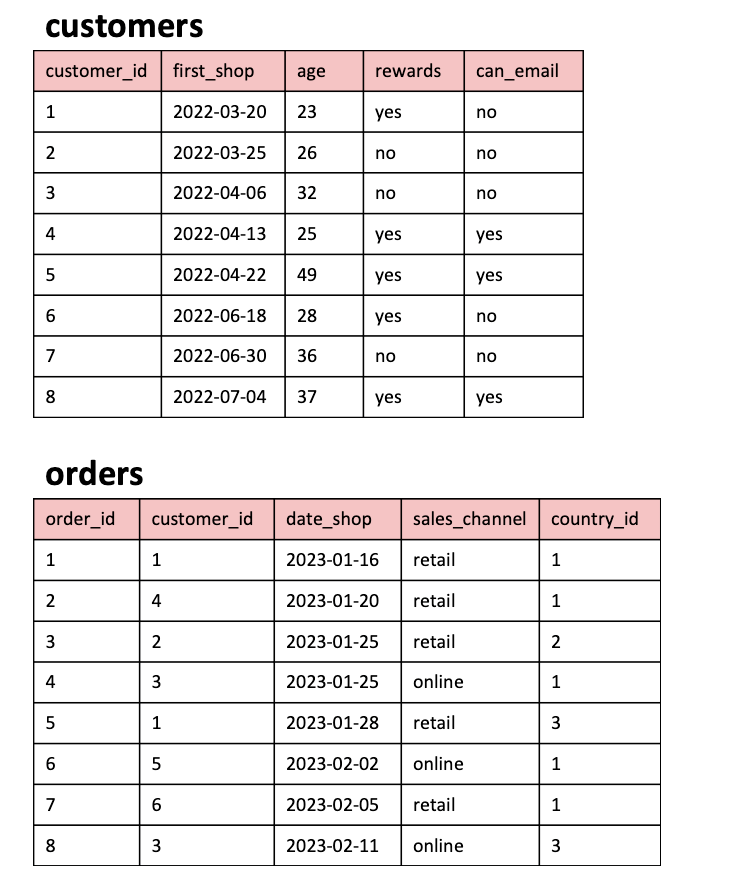 customers
customer_id first_shop age rewards can_email
1 2022-03-20 23 yes no
2 2022-03-25 26 no no
3 2022-04-06 32 no no
4 2022-04-13 25 yes yes
5 2022-04-22 49 yes yes
6 2022-06-18 28 yes no
7 2022-06-30 36 no no
8 2022-07-04 37 yes yes
orders
order_id customer_id date_shop sales_channel country_id
1 1 2023-01-16 retail 1
2 4 2023-01-20 retail 1
3 2 2023-01-25 retail 2
4 3 2023-01-25 online 1
5 1 2023-01-28 retail 3
6 5 2023-02-02 online 1
7 6 2023-02-05 retail 1
8 3 2023-02-11 online 3